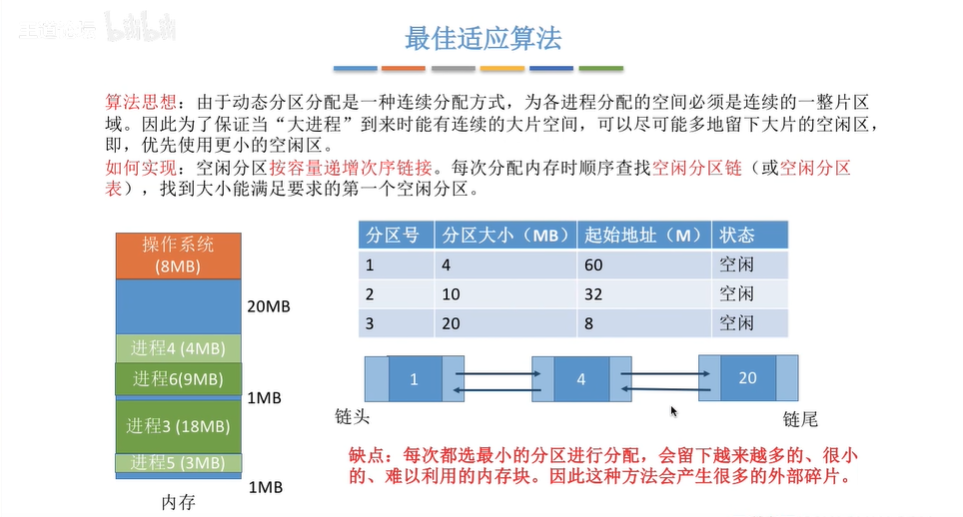 最佳适应算法
算法思想：由于动态分区分配是一种连续分配方式，为各进程分配的空间必须是连续的一整片区
域。因此为了保证当“大进程”到来时能有连续的大片空间，可以尽可能多地留下大片的空闲区，
即，优先使用更小的空闲区。
如何实现：空闲分区按容量递增次序链接。每次分配内存时顺序查找空闲分区链（或空闲分区
表），找到大小能满足要求的第一个空闲分区。
操作系统
(8MB)
20MB
进程4 (4MB)
进程6(9MB)
1MB
进程3 (18MB)
进程5 (3MB)
1MB
内存
分区号 分区大小（MB） 起始地址（M） 状态
1 4 60 空闲
2 10 32 空闲
3 20 8 空闲
1 4 20
链头 链尾
缺点：每次都选最小的分区进行分配，会留下越来越多的、很小
的、难以利用的内存块。因此这种方法会产生很多的外部碎片。